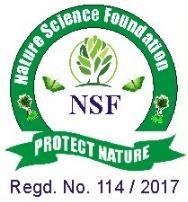 Nature Science Foundation
NSF
PROTECT NATURE
Regd. No. 114 / 2017